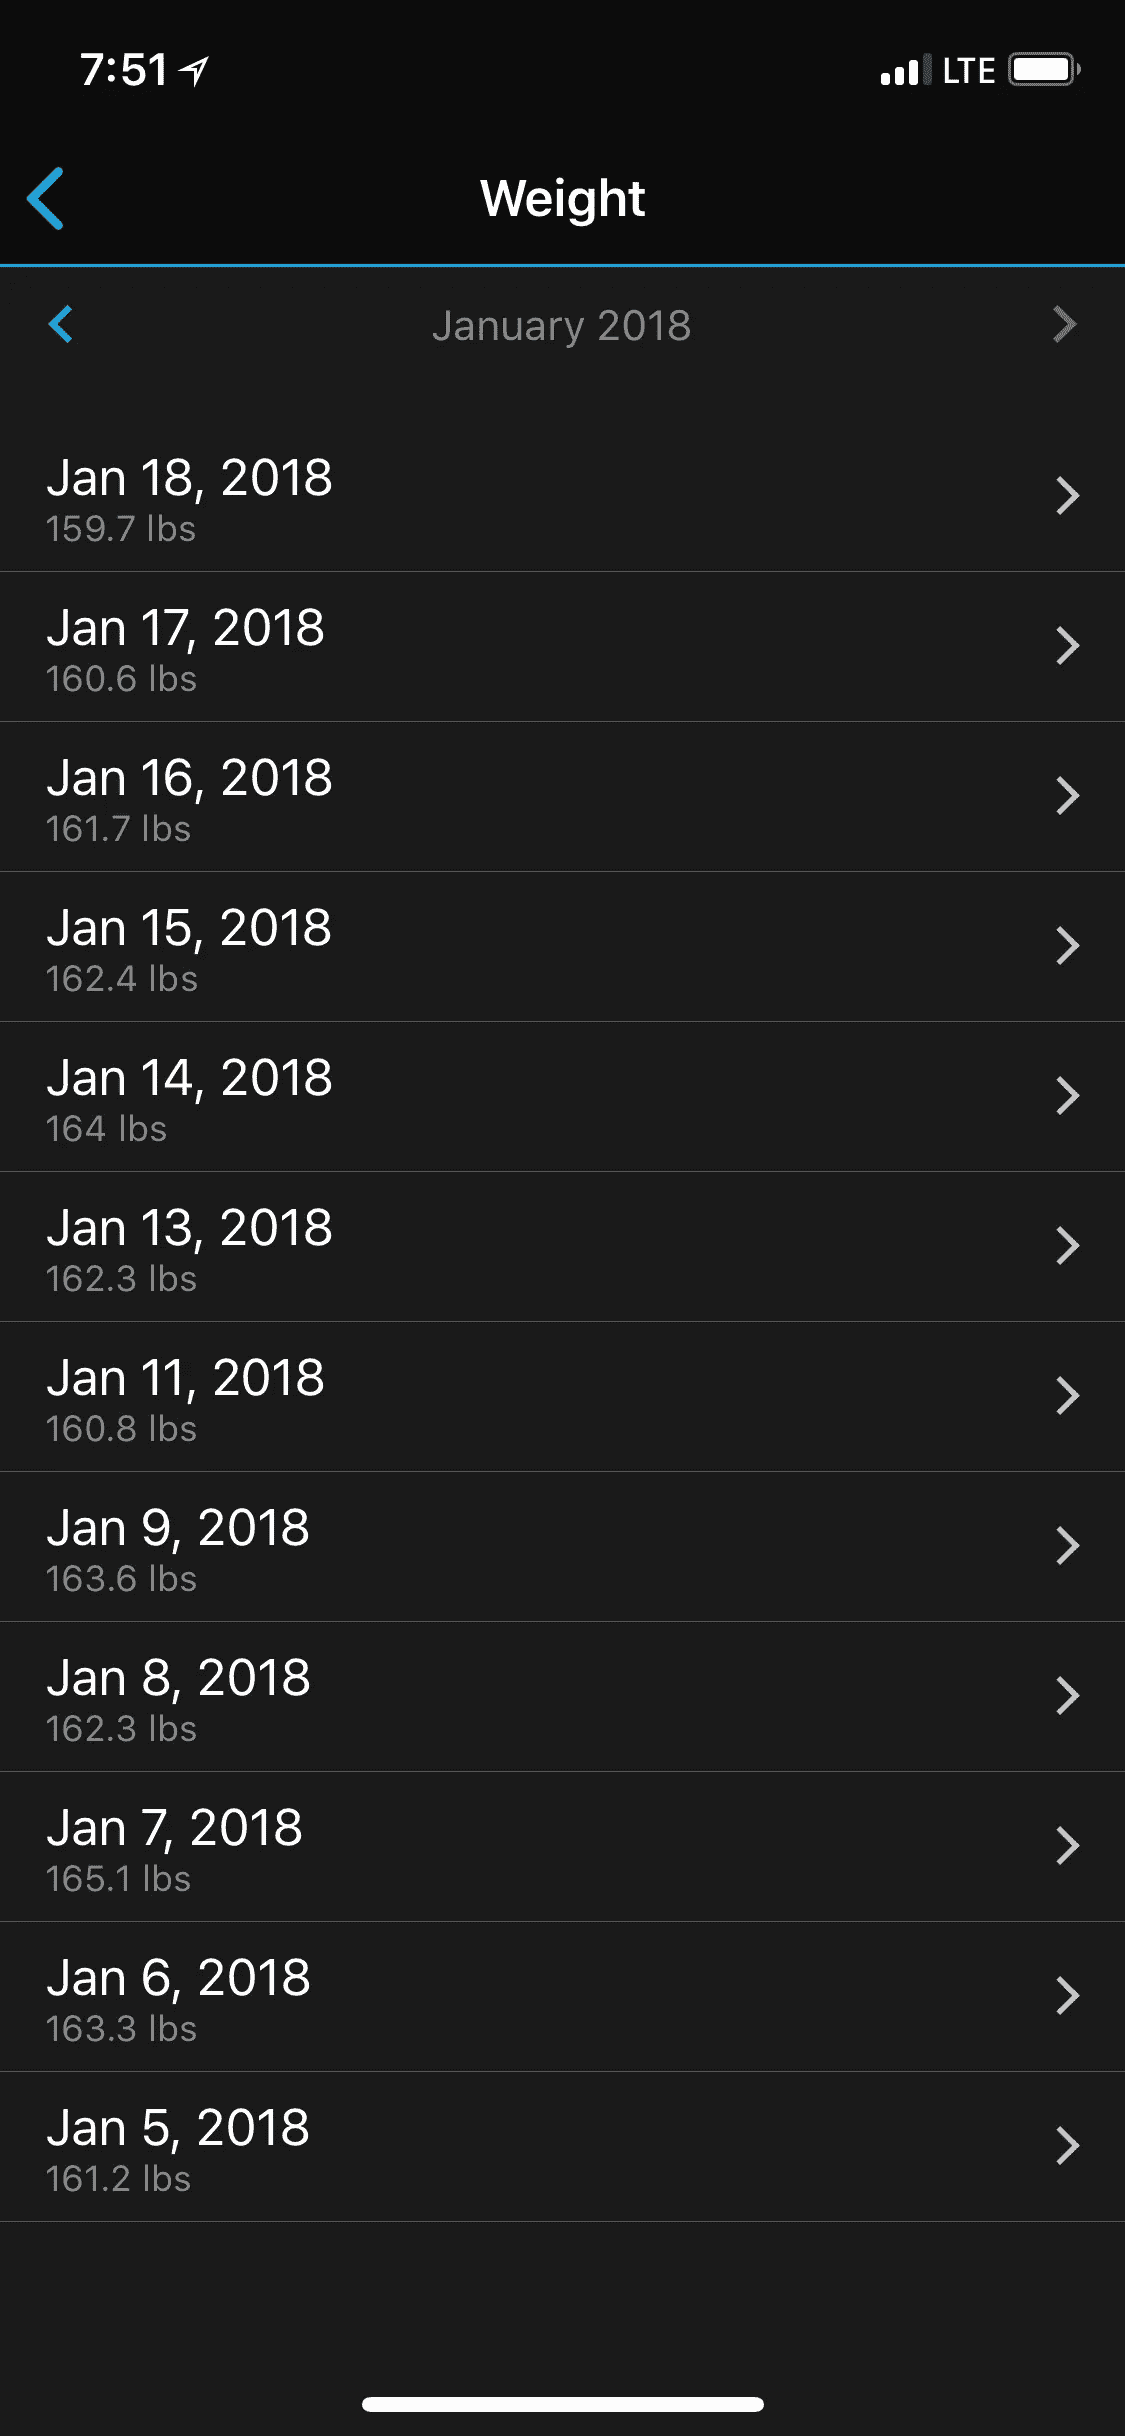 7:51 LTE
Weight
January 2018
Jan 18, 2018
159.7 lbs
Jan 17, 2018
160.6 lbs
Jan 16, 2018
161.7 lbs
Jan 15, 2018
162.4 lbs
Jan 14, 2018
164 lbs
Jan 13, 2018
162.3 lbs
Jan 11, 2018
160.8 lbs
Jan 9, 2018
163.6 lbs
Jan 8, 2018
162.3 lbs
Jan 7, 2018
165.1 lbs
Jan 6, 2018
163.3 lbs
Jan 5, 2018
161.2 lbs